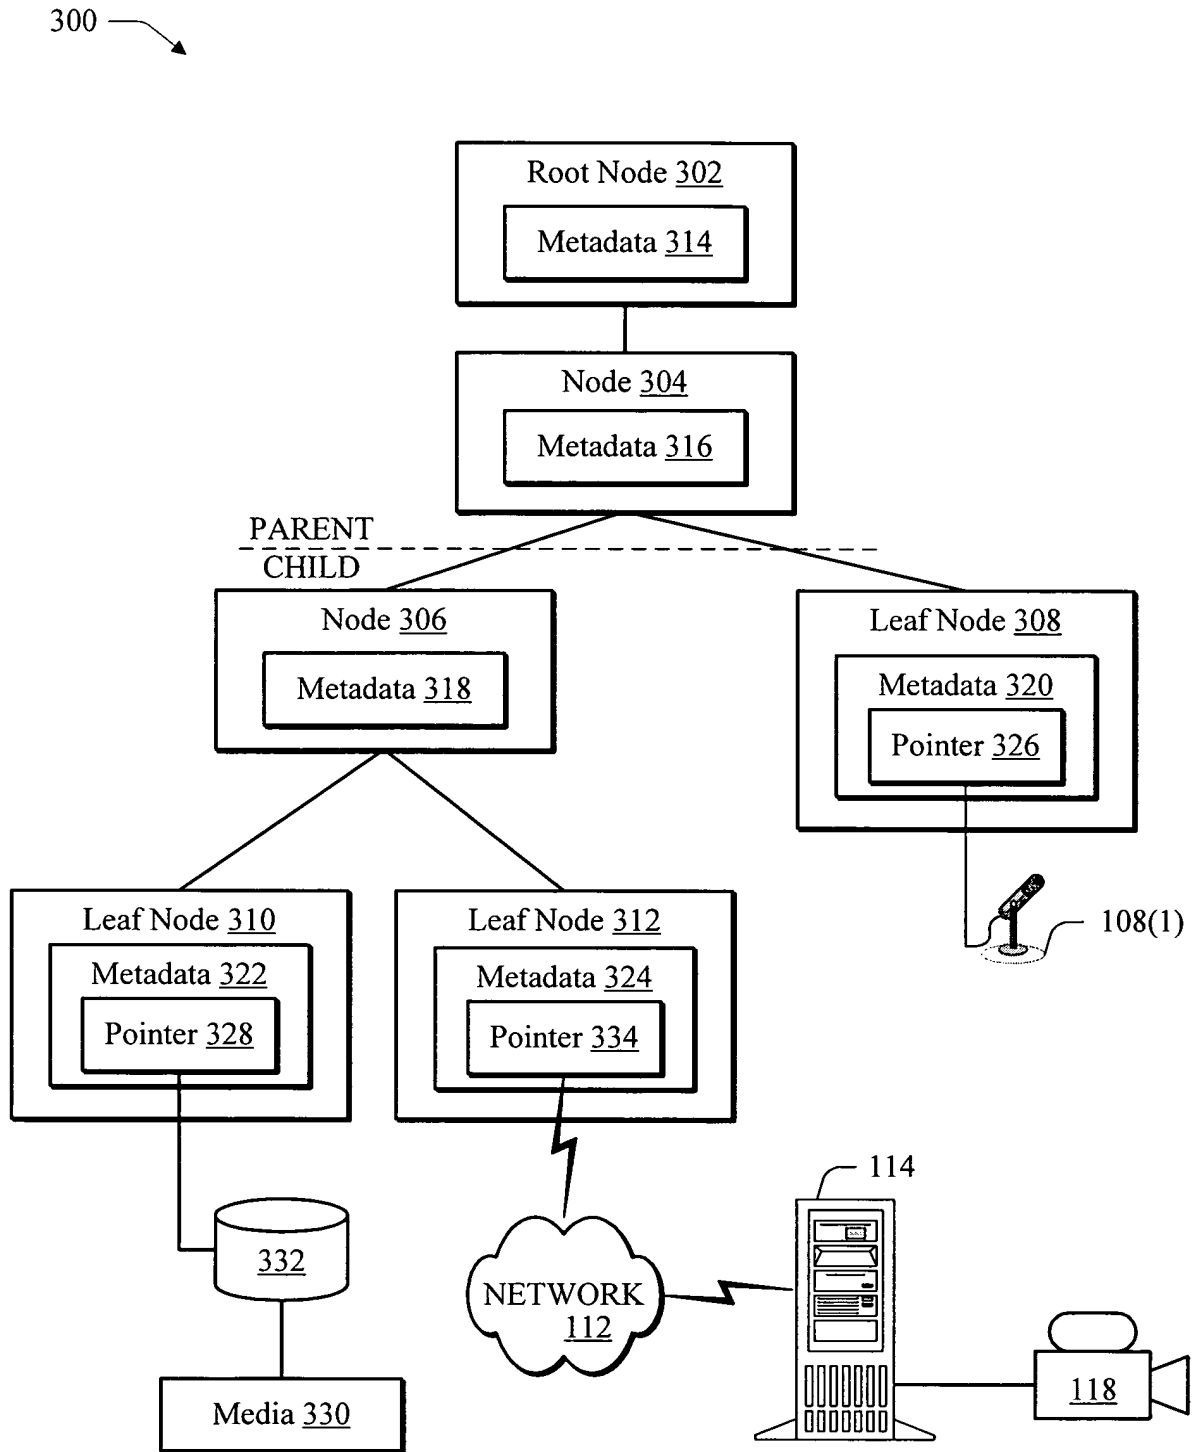 300
Root Node 302
Metadata 314
Node 304
Metadata 316
PARENT
CHILD
Node 306
Metadata 318
Leaf Node 308
Metadata 320
Pointer 326
108(1)
Leaf Node 310
Metadata 322
Pointer 328
Leaf Node 312
Metadata 324
Pointer 334
332
Media 330
NETWORK
112
114
118